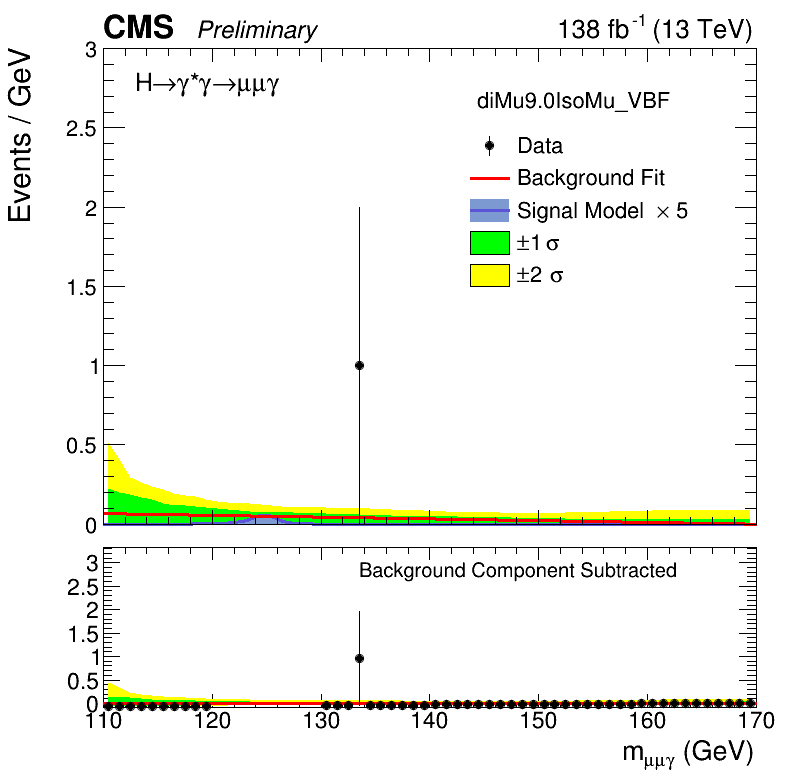 CMS Preliminary 138 fb⁻¹ (13 TeV)
Events / GeV
H→γ*γ→μμγ
diMu9.0IsoMu_VBF
Data
Background Fit
Signal Model × 5
±1 σ
±2 σ
3
2.5
2
1.5
1
0.5
0
Background Component Subtracted
3
2.5
2
1.5
1
0.5
0
110 120 130 140 150 160 170
m_μμγ (GeV)